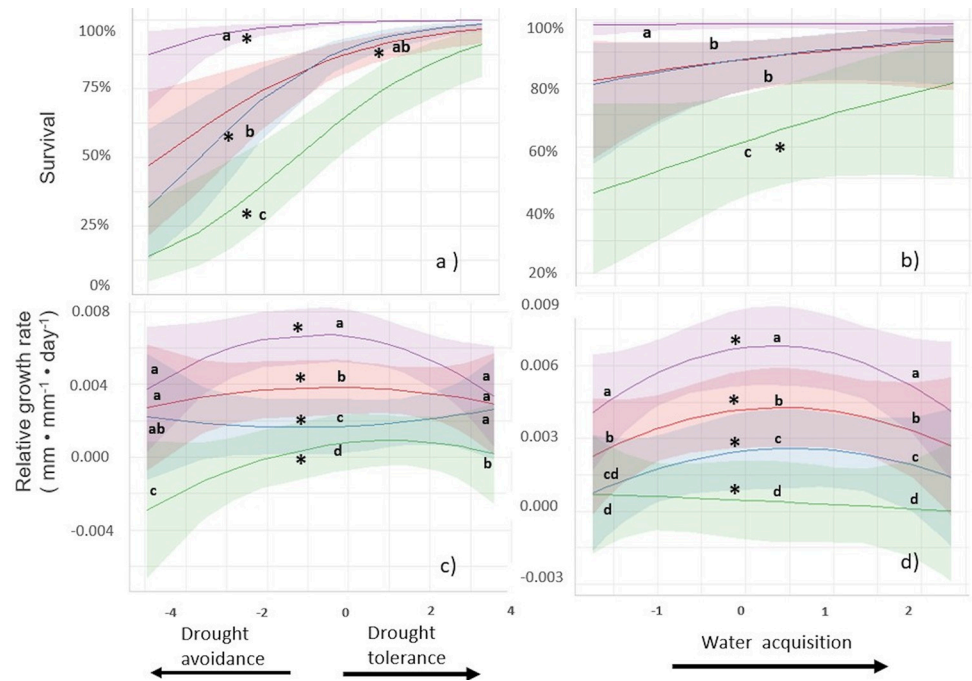 100%
75%
50%
25%
0%
Survival
a
*
* ab
* b
* c
a )
100%
80%
60%
40%
20%
a
b
b
c *
b)
0.008
0.004
0.000
-0.004
Relative growth rate
( mm • mm⁻¹ • day⁻¹)
* a
a a
* b
a a
* c
ab a
* d
c b
c)
0.009
0.006
0.003
0.000
-0.003
* a
a a
* b
b b
* c
cd c
* d
d d
d)
-4 -2 0 2 4
Drought Drought
avoidance tolerance
-1 0 1 2
Water acquisition